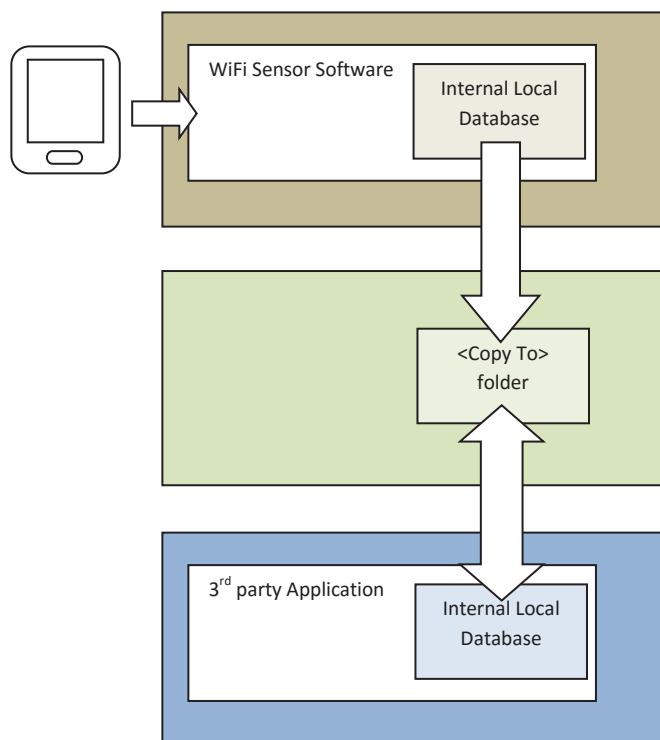 WiFi Sensor Software
Internal Local
Database
<Copy To>
folder
3rd party Application
Internal Local
Database